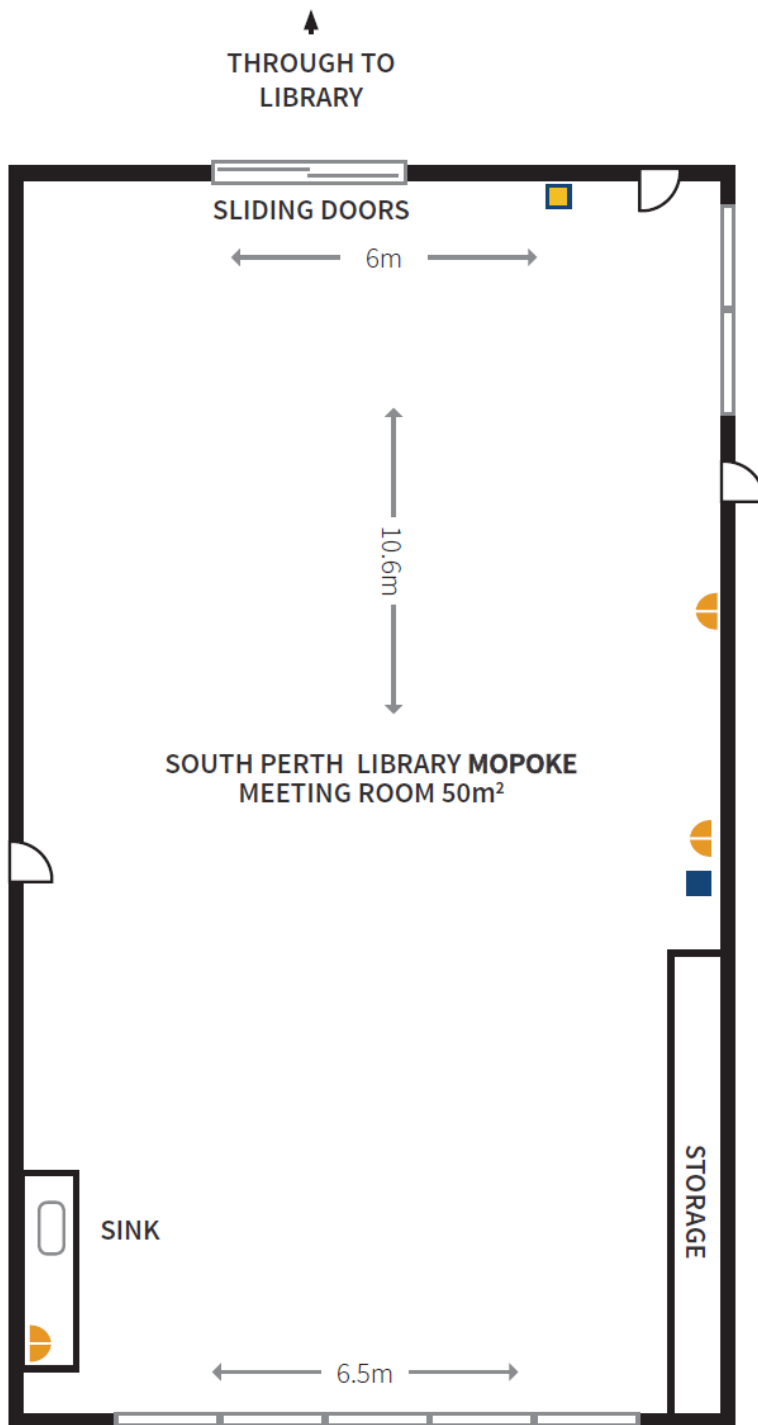 THROUGH TO
LIBRARY
SLIDING DOORS
6m
10.6m
SOUTH PERTH LIBRARY MOPOKE
MEETING ROOM 50m²
STORAGE
SINK
6.5m